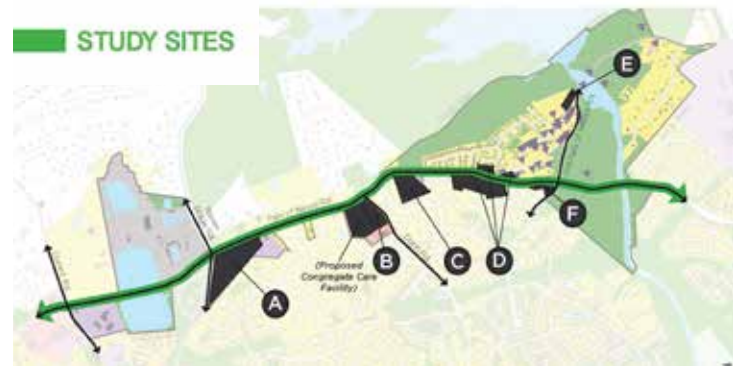 STUDY SITES
E
F
D
C
B
(Proposed
Congregate Care
Facility)
A